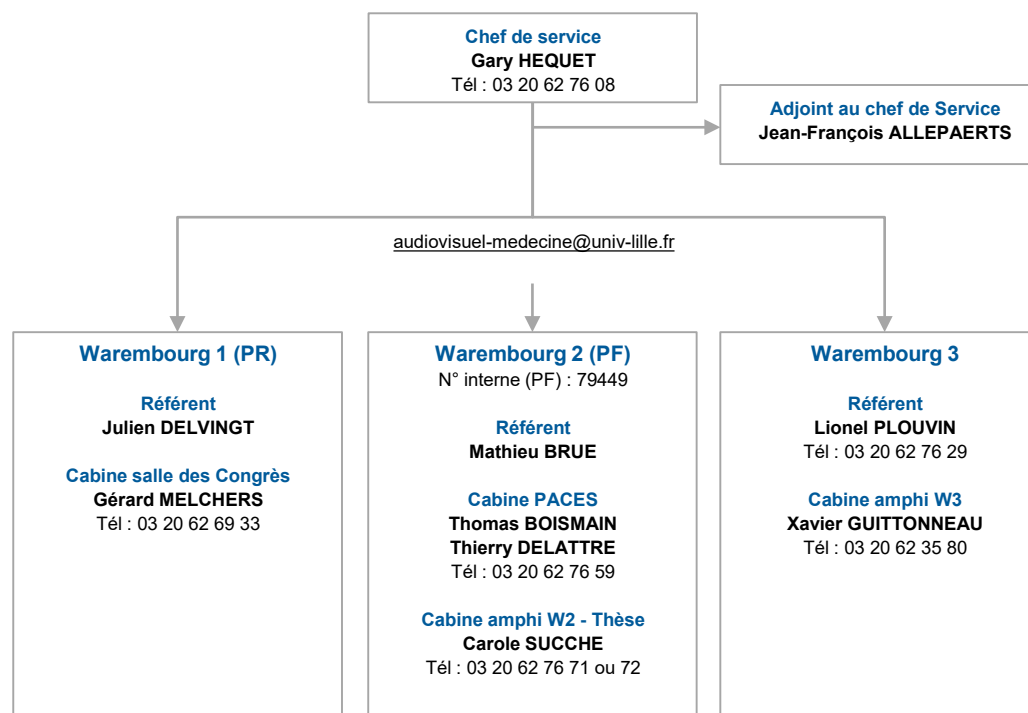 Chef de service
Gary HEQUET
Tél : 03 20 62 76 08
Adjoint au chef de Service
Jean-François ALLEPAERTS
audiovisuel-medecine@univ-lille.fr
Warembourg 1 (PR)
Référent
Julien DELVINGT
Cabine salle des Congrès
Gérard MELCHERS
Tél : 03 20 62 69 33
Warembourg 2 (PF)
N° interne (PF) : 79449
Référent
Mathieu BRUE
Cabine PACES
Thomas BOISMAIN
Thierry DELATTRE
Tél : 03 20 62 76 59
Cabine amphi W2 - Thèse
Carole SUCCHE
Tél : 03 20 62 76 71 ou 72
Warembourg 3
Référent
Lionel PLOUVIN
Tél : 03 20 62 76 29
Cabine amphi W3
Xavier GUITTONNEAU
Tél : 03 20 62 35 80